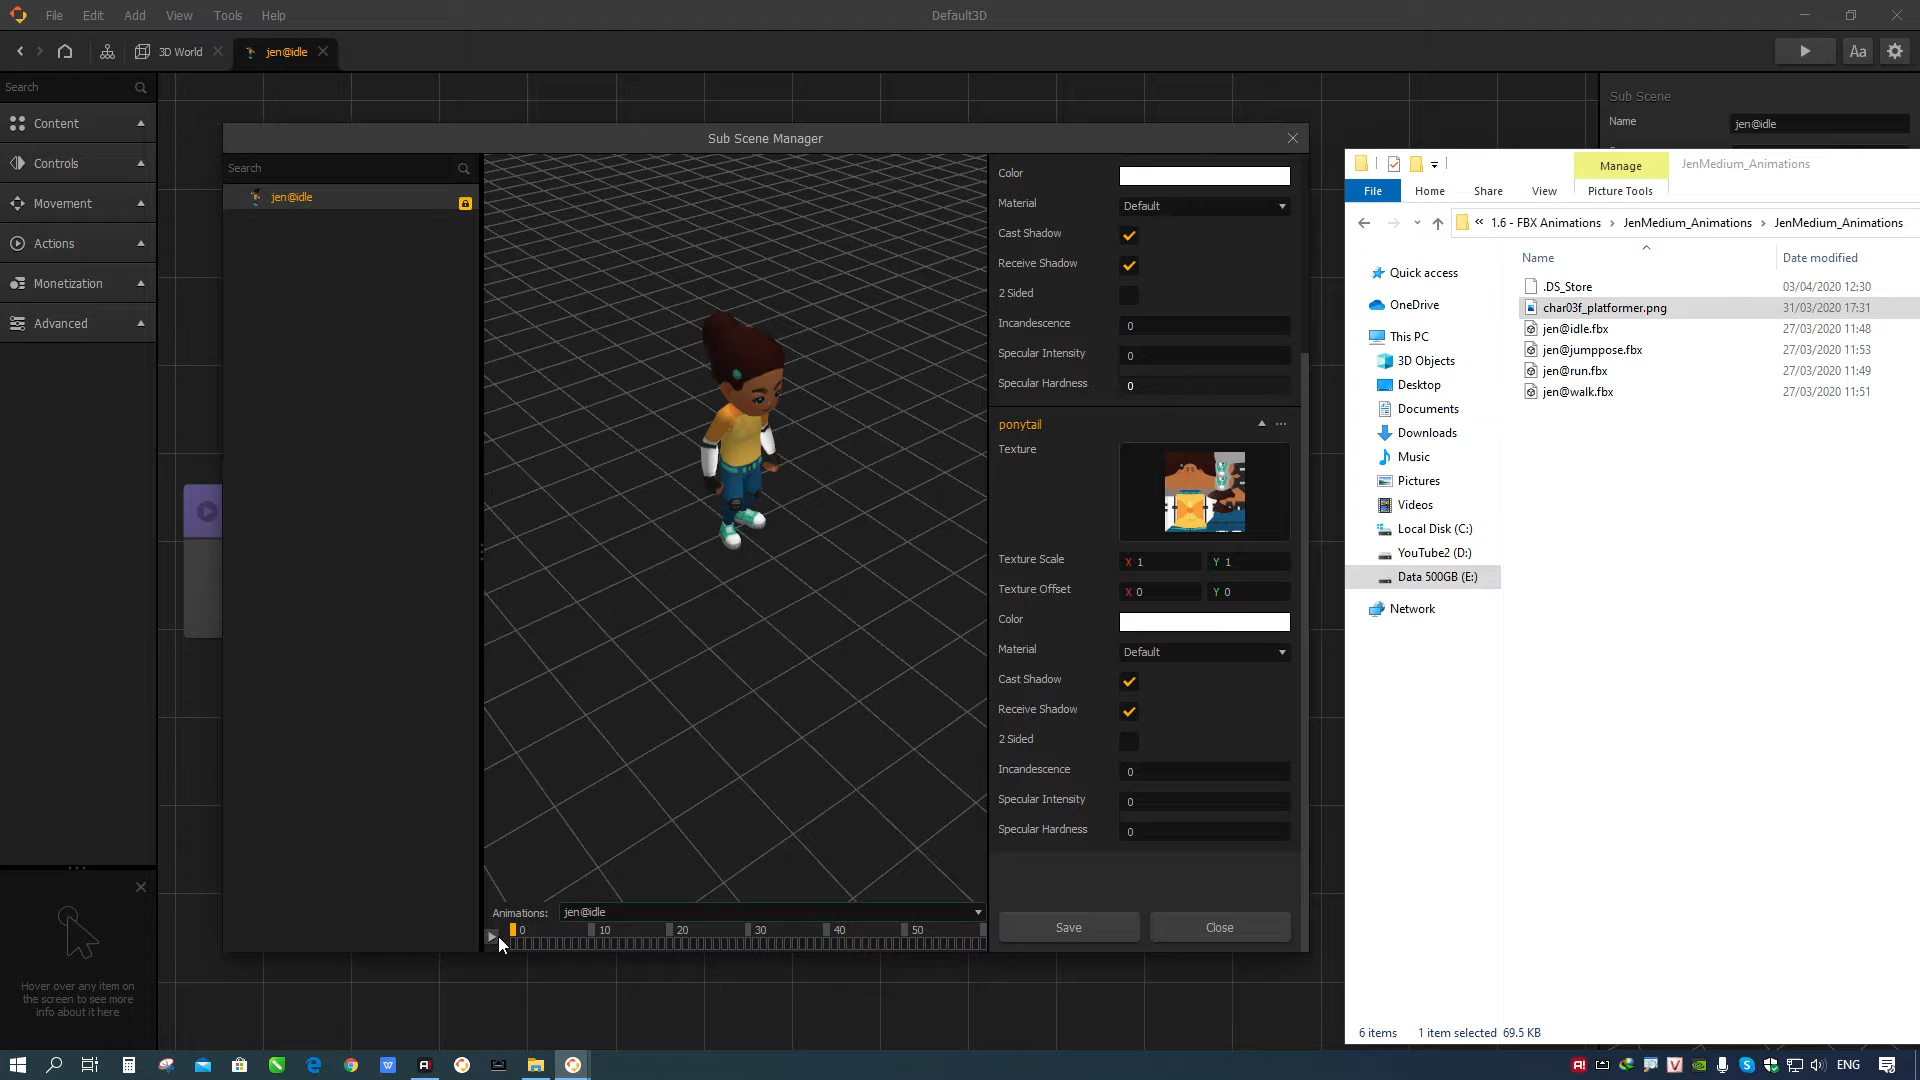 File Edit Add View Tools Help
Default3D
3D World
jen@idle
Aa
Search
Content
Controls
Movement
Actions
Monetization
Advanced
Hover over any item on
the screen to see more
info about it here
Sub Scene
Name
jen@idle
Sub Scene Manager
Search
jen@idle
Color
Material Default
Cast Shadow
Receive Shadow
2 Sided
Incandescence 0
Specular Intensity 0
Specular Hardness 0
ponytail
Texture
Texture Scale X 1 Y 1
Texture Offset X 0 Y 0
Color
Material Default
Cast Shadow
Receive Shadow
2 Sided
Incandescence 0
Specular Intensity 0
Specular Hardness 0
Animations: jen@idle
0 10 20 30 40 50
Save Close
Manage JenMedium_Animations
File Home Share View Picture Tools
« 1.6 - FBX Animations > JenMedium_Animations > JenMedium_Animations
Name Date modified
Quick access
OneDrive
This PC
3D Objects
Desktop
Documents
Downloads
Music
Pictures
Videos
Local Disk (C:)
YouTube2 (D:)
Data 500GB (E:)
Network
.DS_Store 03/04/2020 12:30
char03f_platformer.png 31/03/2020 17:31
jen@idle.fbx 27/03/2020 11:48
jen@jumppose.fbx 27/03/2020 11:53
jen@run.fbx 27/03/2020 11:49
jen@walk.fbx 27/03/2020 11:51
6 items 1 item selected 69.5 KB
ENG